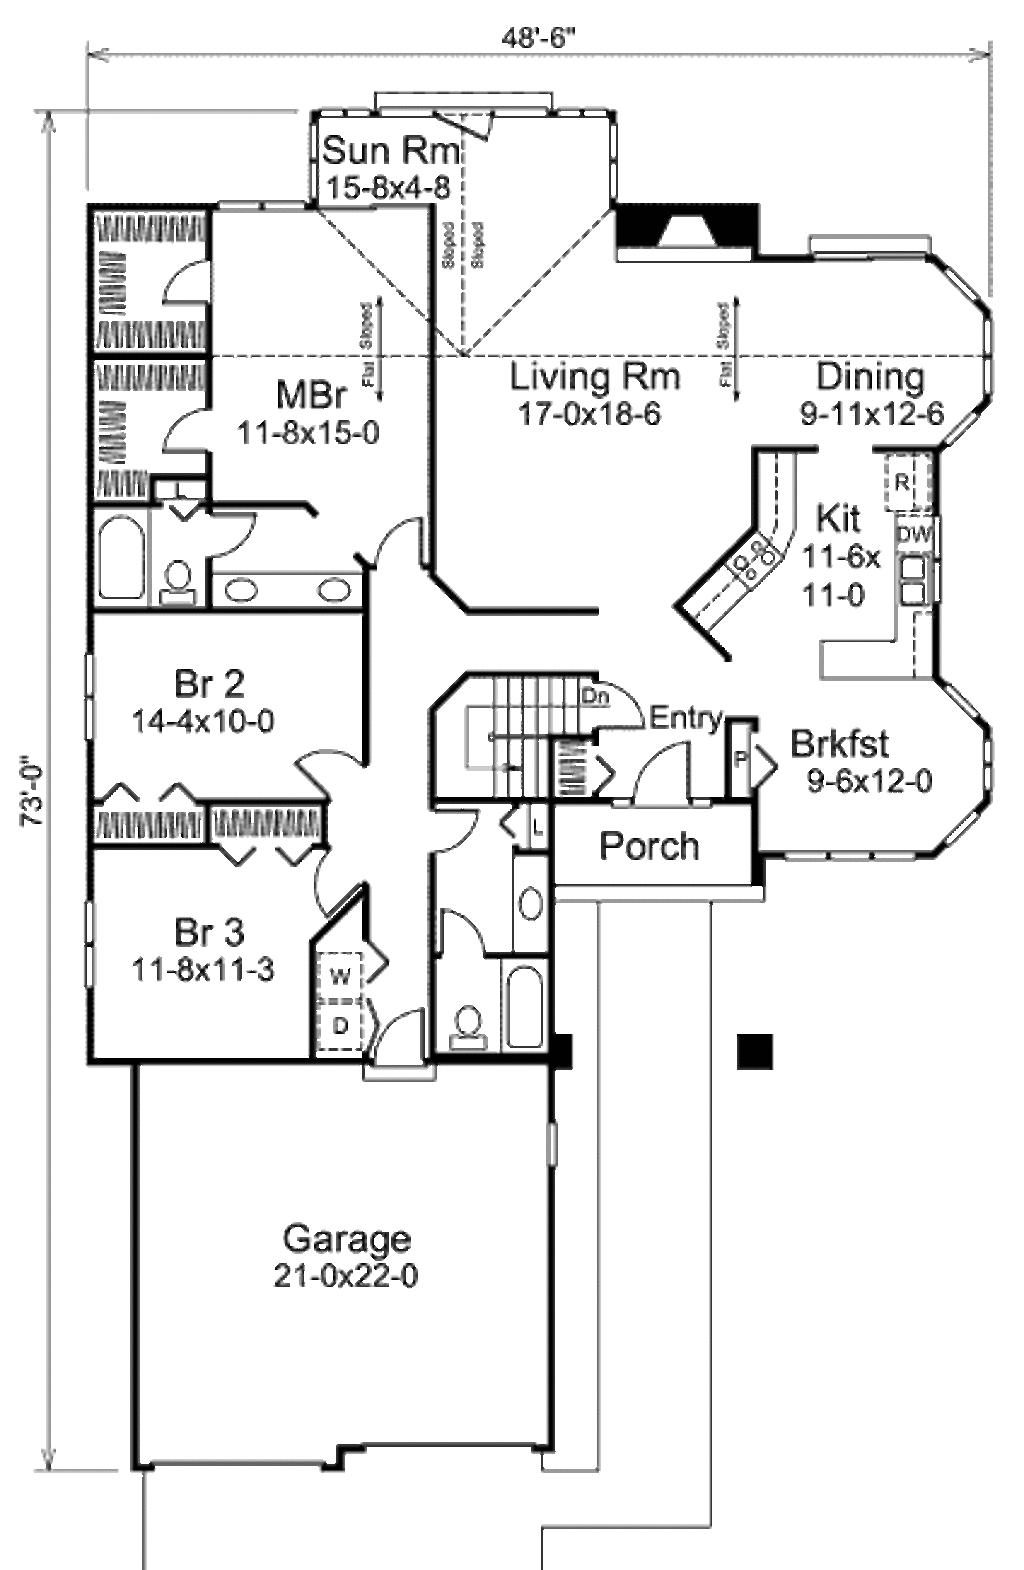 48'-6"
Sun Rm
15-8x4-8
Sloped
Sloped
Sloped
Flat
Sloped
Flat
MBr
11-8x15-0
Living Rm
17-0x18-6
Dining
9-11x12-6
L
R
Kit
11-6x
11-0
DW
Br 2
14-4x10-0
Dn
Entry
P
Brkfst
9-6x12-0
73'-0"
L
Porch
Br 3
11-8x11-3
W
D
Garage
21-0x22-0